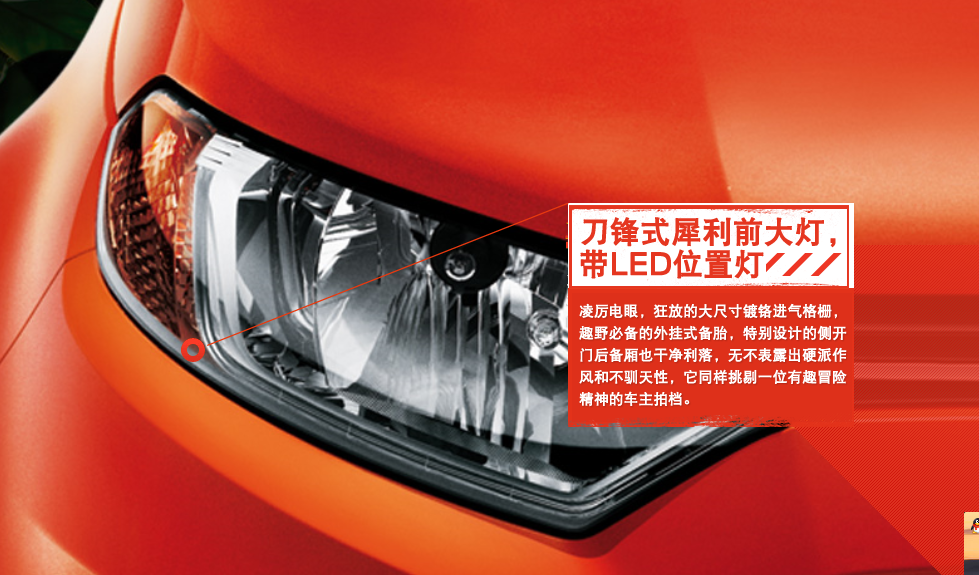 刀锋式犀利前大灯，
带LED位置灯
凌厉电眼，狂放的大尺寸镀铬进气格栅，
趣野必备的外挂式备胎，特别设计的侧开
门后备厢也干净利落，无不表露出硬派作
风和不驯天性，它同样挑剔一位有趣冒险
精神的车主拍档。